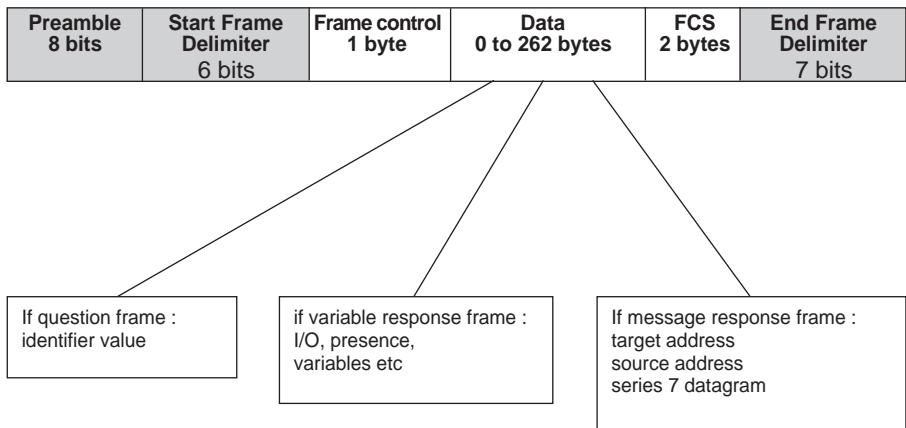 Preamble
8 bits
Start Frame
Delimiter
6 bits
Frame control
1 byte
Data
0 to 262 bytes
FCS
2 bytes
End Frame
Delimiter
7 bits
If question frame :
identifier value
if variable response frame :
I/O, presence,
variables etc
If message response frame :
target address
source address
series 7 datagram